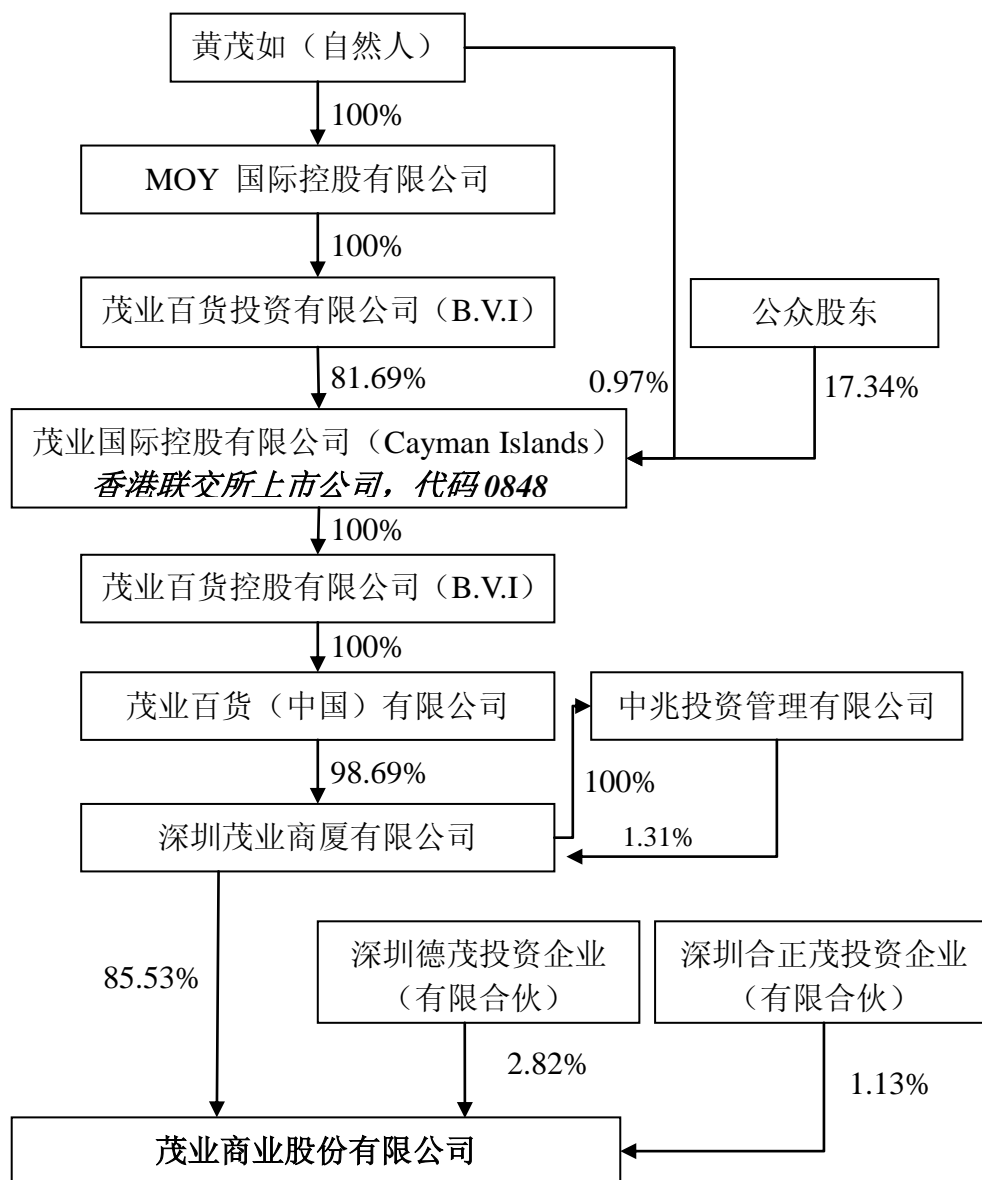 黄茂如（自然人）
100%
MOY 国际控股有限公司
100%
茂业百货投资有限公司（B.V.I）
公众股东
81.69%
0.97%
17.34%
茂业国际控股有限公司（Cayman Islands）
香港联交所上市公司，代码 0848
100%
茂业百货控股有限公司（B.V.I）
100%
茂业百货（中国）有限公司
中兆投资管理有限公司
98.69%
100%
深圳茂业商厦有限公司
1.31%
85.53%
深圳德茂投资企业
（有限合伙）
深圳合正茂投资企业
（有限合伙）
2.82%
1.13%
茂业商业股份有限公司